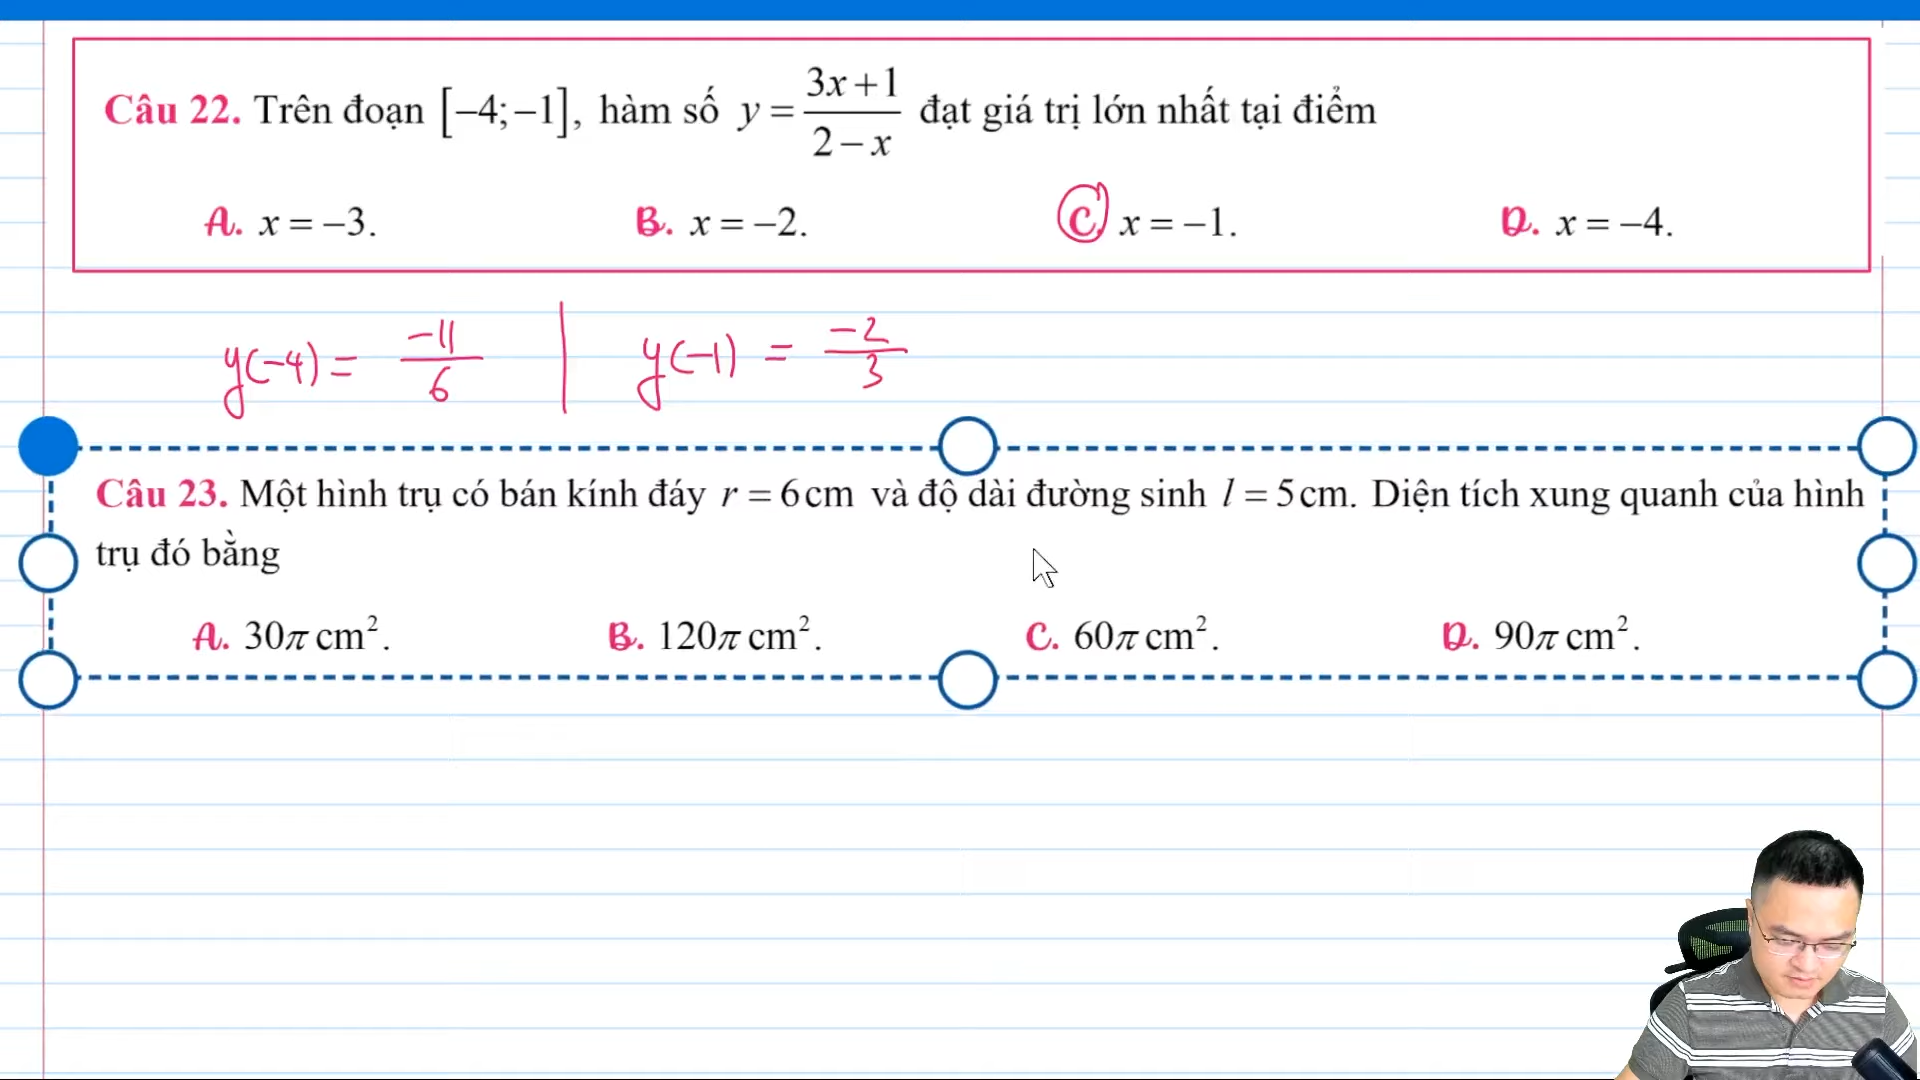 Câu 22. Trên đoạn [−4;−1], hàm số y = (3x+1)/(2−x) đạt giá trị lớn nhất tại điểm
A. x = −3. B. x = −2. C. x = −1. D. x = −4.
y(−4) = −11/6 | y(−1) = −2/3
Câu 23. Một hình trụ có bán kính đáy r = 6 cm và độ dài đường sinh l = 5 cm. Diện tích xung quanh của hình
trụ đó bằng
A. 30π cm². B. 120π cm². C. 60π cm². D. 90π cm².